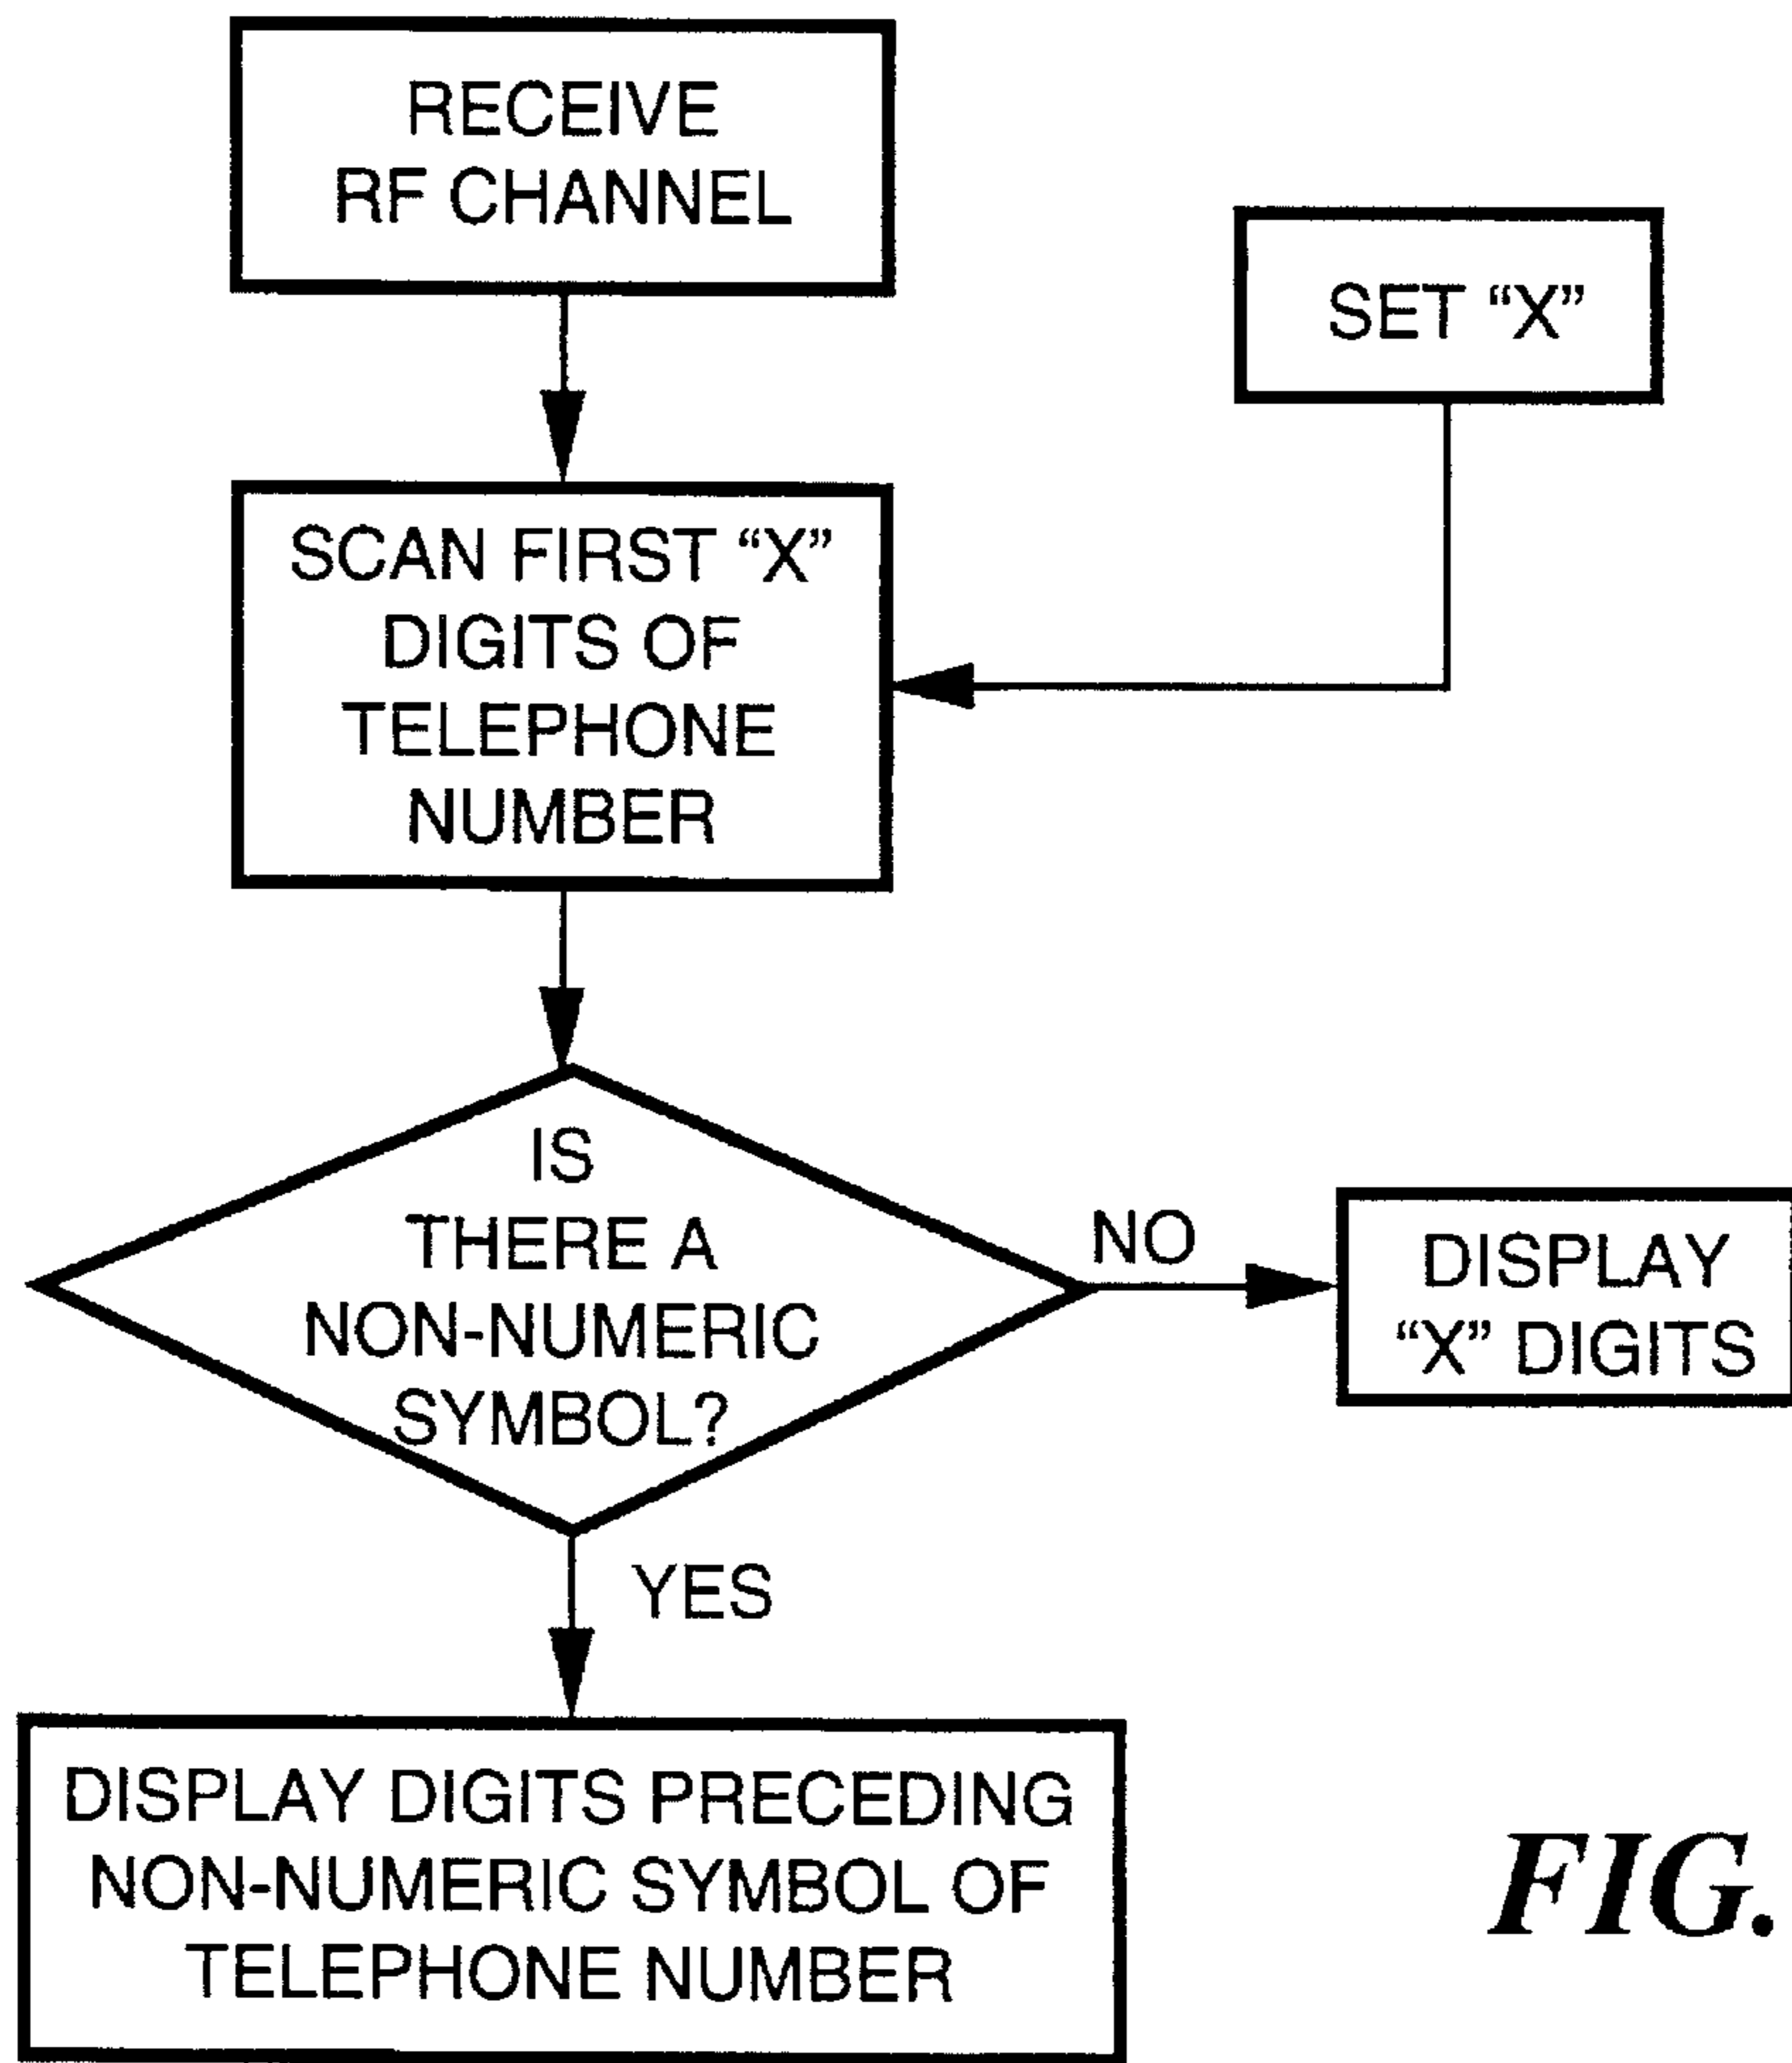 RECEIVE
RF CHANNEL
SET “X”
SCAN FIRST “X”
DIGITS OF
TELEPHONE
NUMBER
IS
THERE A
NON-NUMERIC
SYMBOL?
NO
DISPLAY
“X” DIGITS
YES
DISPLAY DIGITS PRECEDING
NON-NUMERIC SYMBOL OF
TELEPHONE NUMBER
FIG.